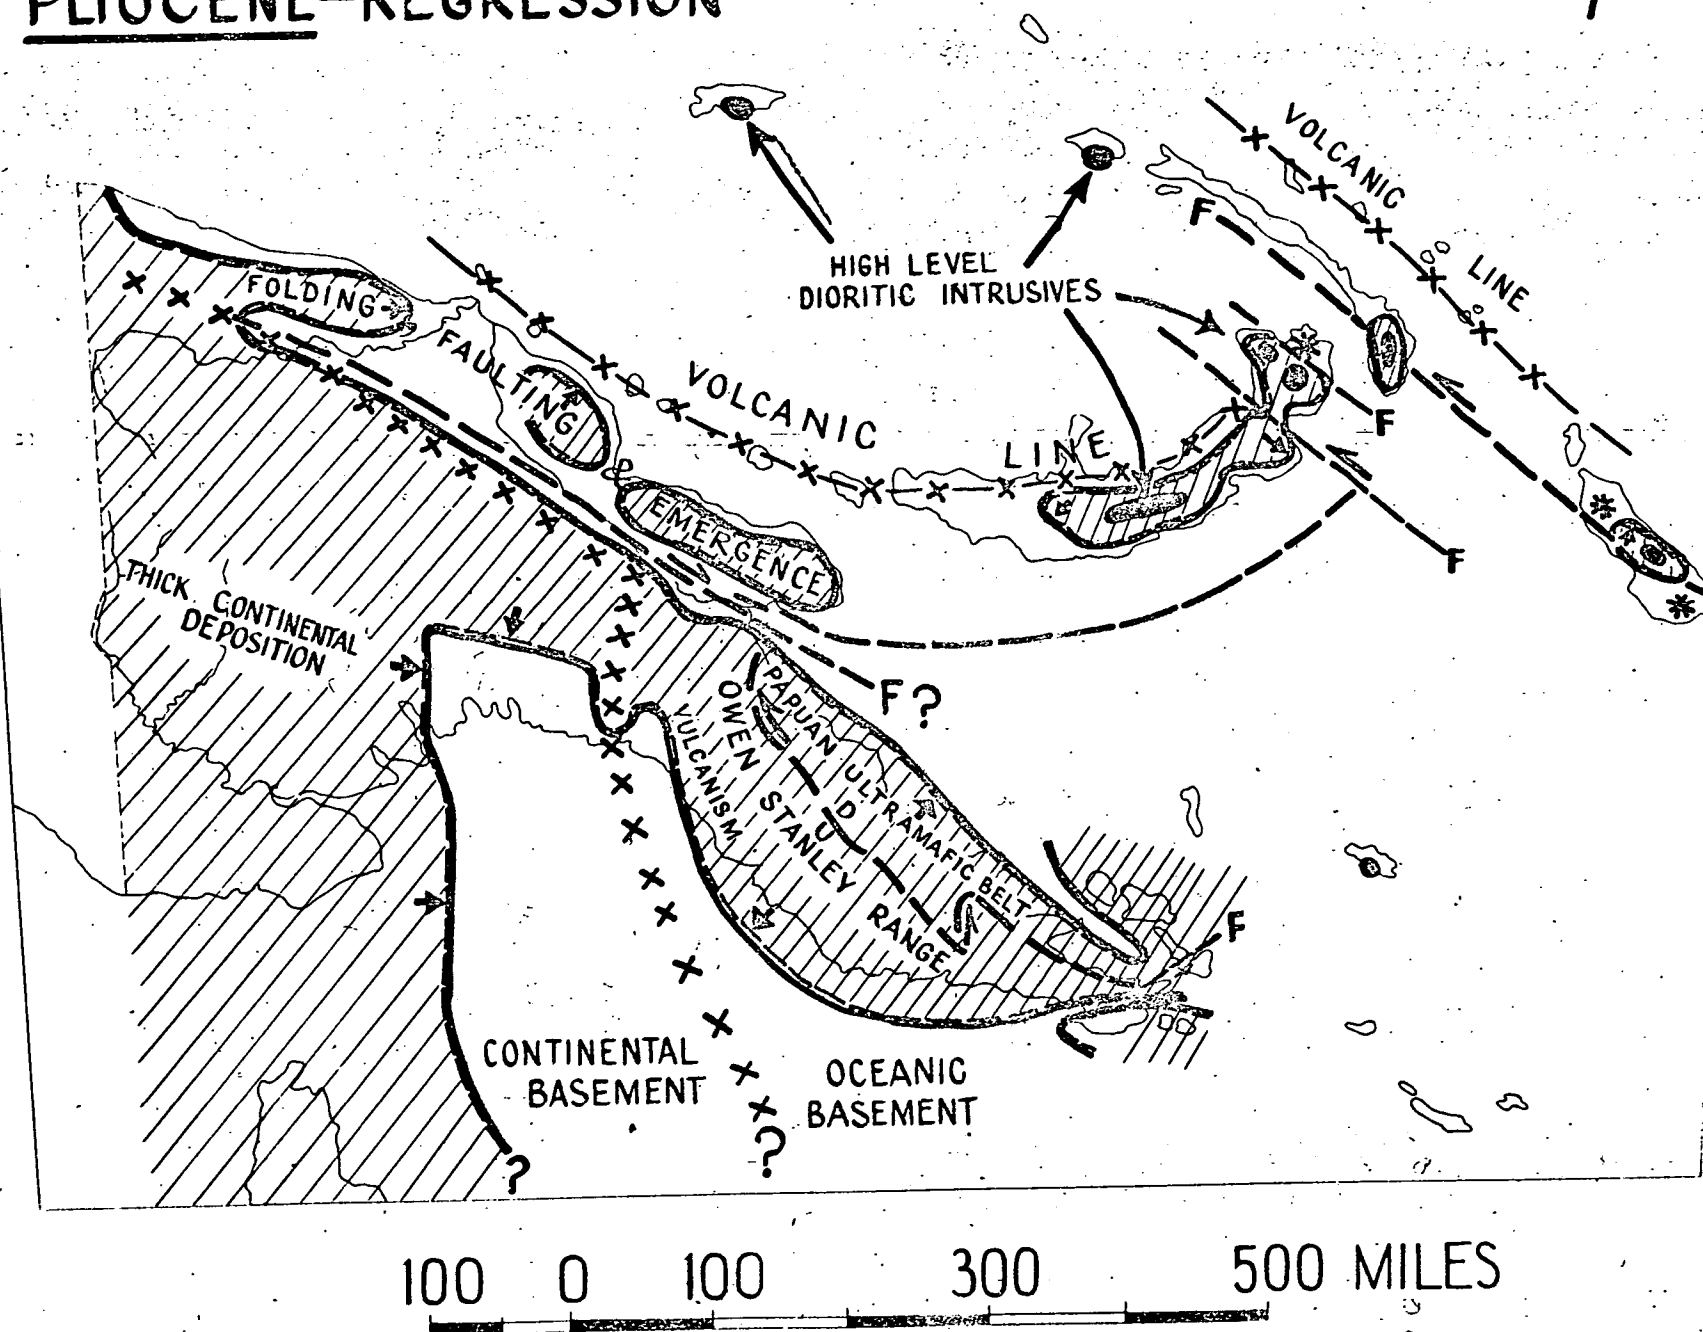 PLIOCENE-REGRESSION
VOLCANIC
LINE
F
HIGH LEVEL
DIORITIC INTRUSIVES
FOLDING
FAULTING
VOLCANIC
LINE
F
F
EMERGENCE
&
THICK CONTINENTAL
DEPOSITION
F?
PAPUAN ULTRAMAFIC BELT
OWEN STANLEY RANGE
VULCANISM
D
U
F
CONTINENTAL
BASEMENT
OCEANIC
BASEMENT
?
?
100 0 100 300 500 MILES